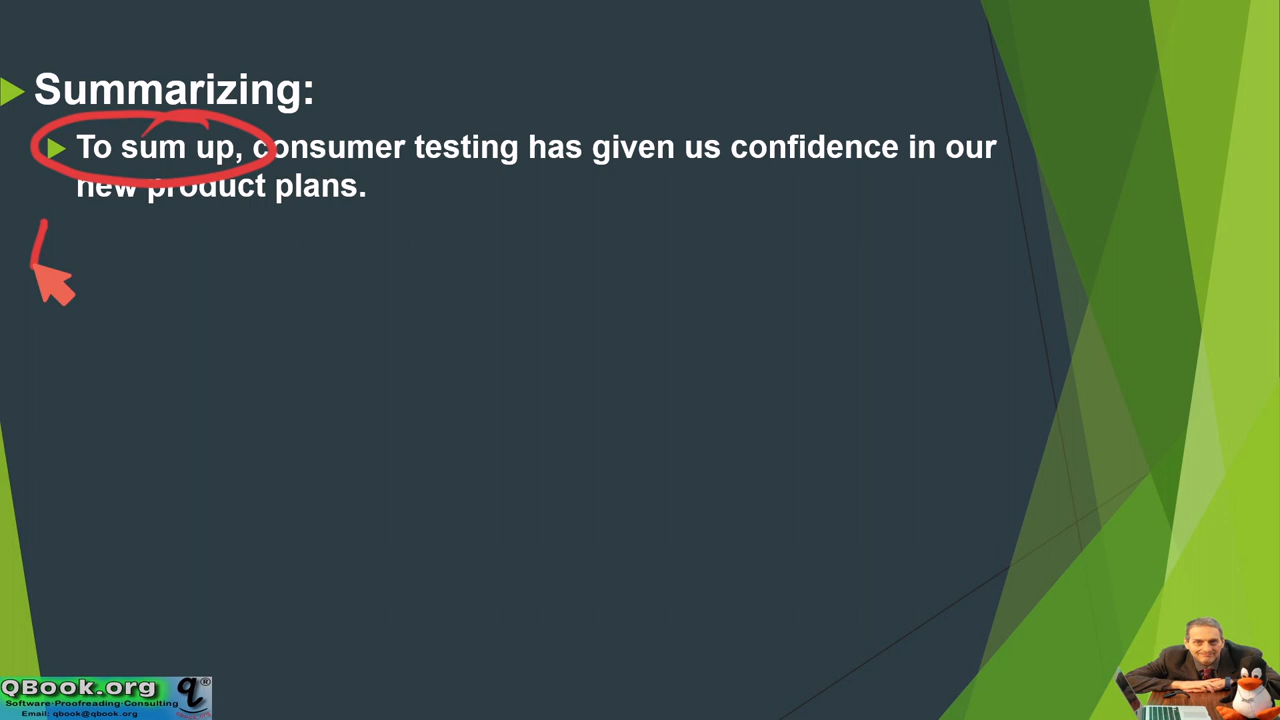 Summarizing:
To sum up, consumer testing has given us confidence in our
new product plans.
QBook.org q®
Software·Proofreading·Consulting
Email: qbook@qbook.org